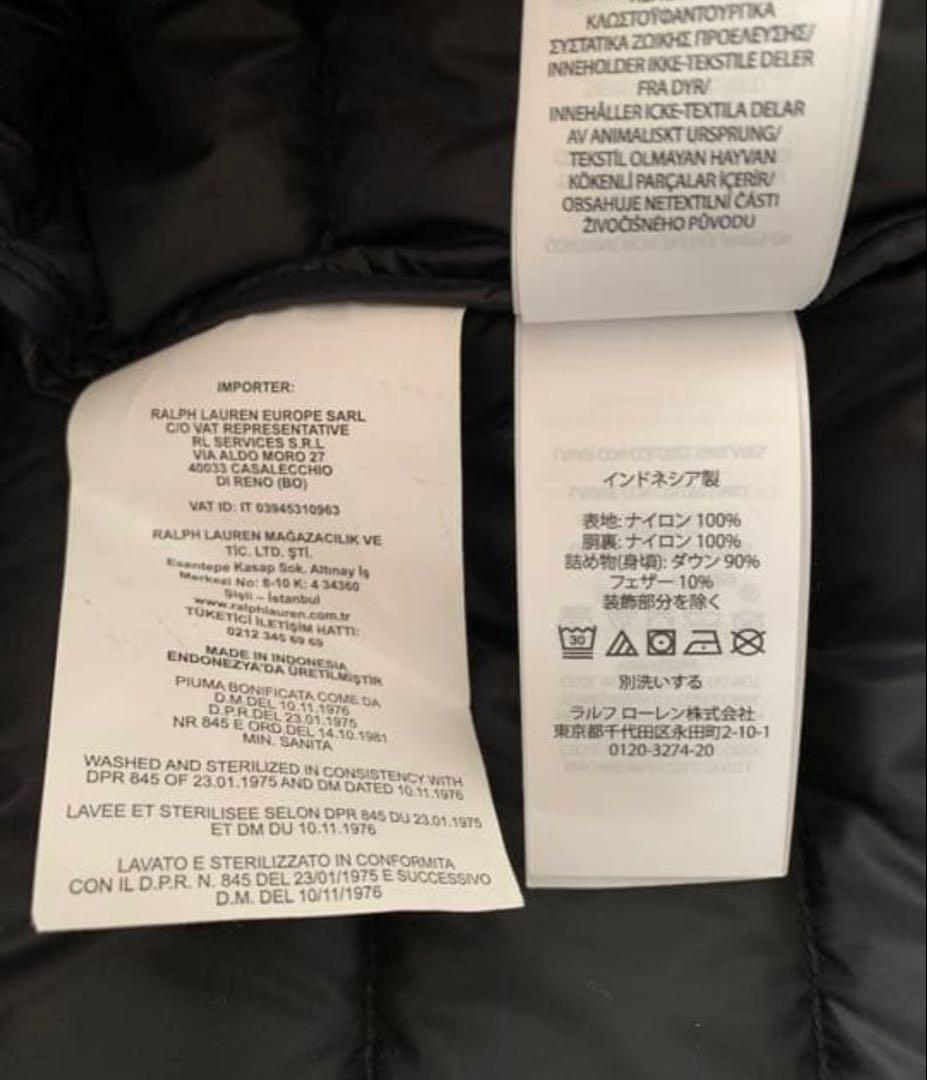 ΚΛΩΣΤΟΫΦΑΝΤΟΥΡΓΙΚΑ
ΣΥΣΤΑΤΙΚΑ ΖΩΙΚΗΣ ΠΡΟΕΛΕΥΣΗΣ/
INNEHOLDER IKKE-TEKSTILE DELER
FRA DYR/
INNEHÅLLER ICKE-TEXTILA DELAR
AV ANIMALISKT URSPRUNG/
TEKSTİL OLMAYAN HAYVAN
KÖKENLİ PARÇALAR İÇERİR/
OBSAHUJE NETEXTILNÍ ČÁSTI
ŽIVOČIŠNÉHO PŮVODU
IMPORTER:
RALPH LAUREN EUROPE SARL
C/O VAT REPRESENTATIVE
RL SERVICES S.R.L
VIA ALDO MORO 27
40033 CASALECCHIO
DI RENO (BO)
VAT ID: IT 03945310963
RALPH LAUREN MAĞAZACILIK VE
TİC. LTD. ŞTİ.
Esentepe Kasap Sok. Altınay İş
Merkezi No: 8-10 K: 4 34360
Şişli – İstanbul
www.ralphlauren.com.tr
TÜKETİCİ İLETİŞİM HATTI:
0212 345 69 69
MADE IN INDONESIA
ENDONEZYA'DA ÜRETİLMİŞTİR
PIUMA BONIFICATA COME DA
D.M.DEL 10.11.1976
D.P.R.DEL 23.01.1975
NR 845 E ORD.DEL 14.10.1981
MIN. SANITA
WASHED AND STERILIZED IN CONSISTENCY WITH
DPR 845 OF 23.01.1975 AND DM DATED 10.11.1976
LAVEE ET STERILISEE SELON DPR 845 DU 23.01.1975
ET DM DU 10.11.1976
LAVATO E STERILIZZATO IN CONFORMITA
CON IL D.P.R. N. 845 DEL 23/01/1975 E SUCCESSIVO
D.M. DEL 10/11/1976
インドネシア製
表地: ナイロン 100%
胴裏: ナイロン 100%
詰め物(身頃): ダウン 90%
フェザー 10%
装飾部分を除く
30
別洗いする
ラルフ ローレン株式会社
東京都千代田区永田町2-10-1
0120-3274-20